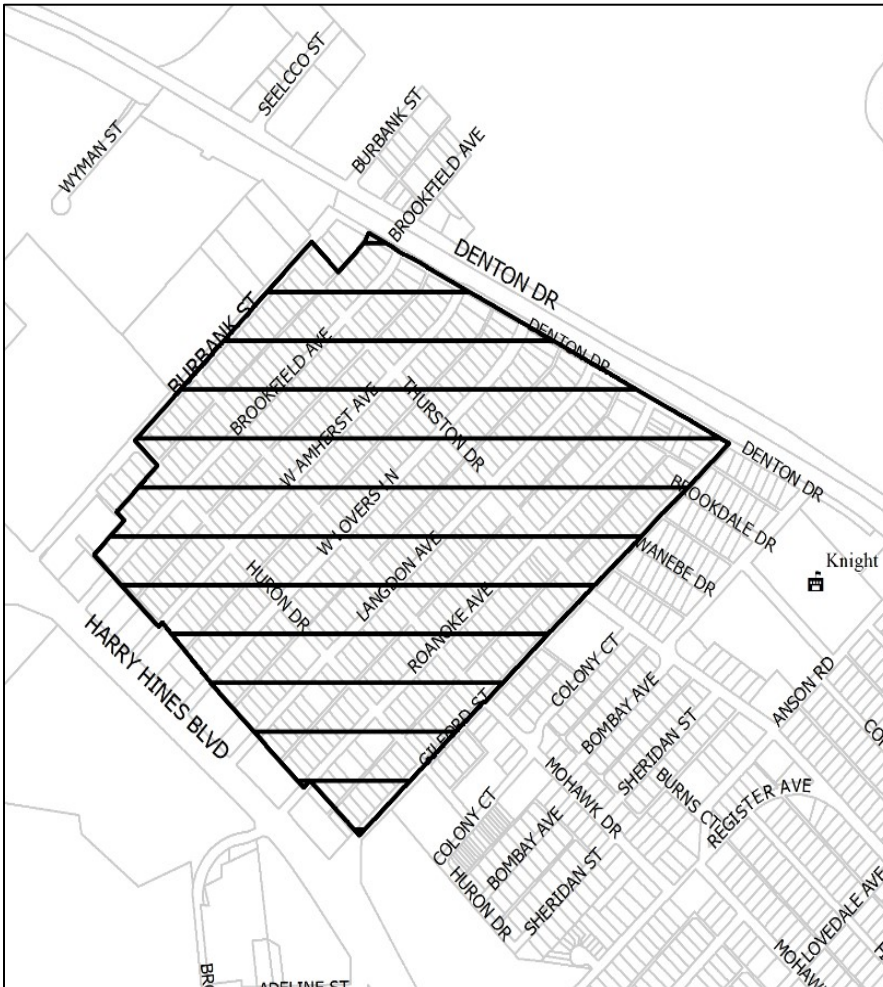 SEELCCO ST
WYMAN ST
BURBANK ST
BROOKFIELD AVE
DENTON DR
BURBANK ST
DENTON DR
BROOKFIELD AVE
W AMHERST AVE
THURSTON DR
DENTON DR
W LOVERS LN
BROOKDALE DR
HURON DR
LANGDON AVE
WANEBE DR
Knight
ROANOKE AVE
HARRY HINES BLVD
COLONY CT
BOMBAY AVE
ANSON RD
GILFORD ST
SHERIDAN ST
MOHAWK DR
BURNS CT
REGISTER AVE
COLONY CT
BOMBAY AVE
HURON DR
SHERIDAN ST
LOVEDALE AVE
ADELINE ST